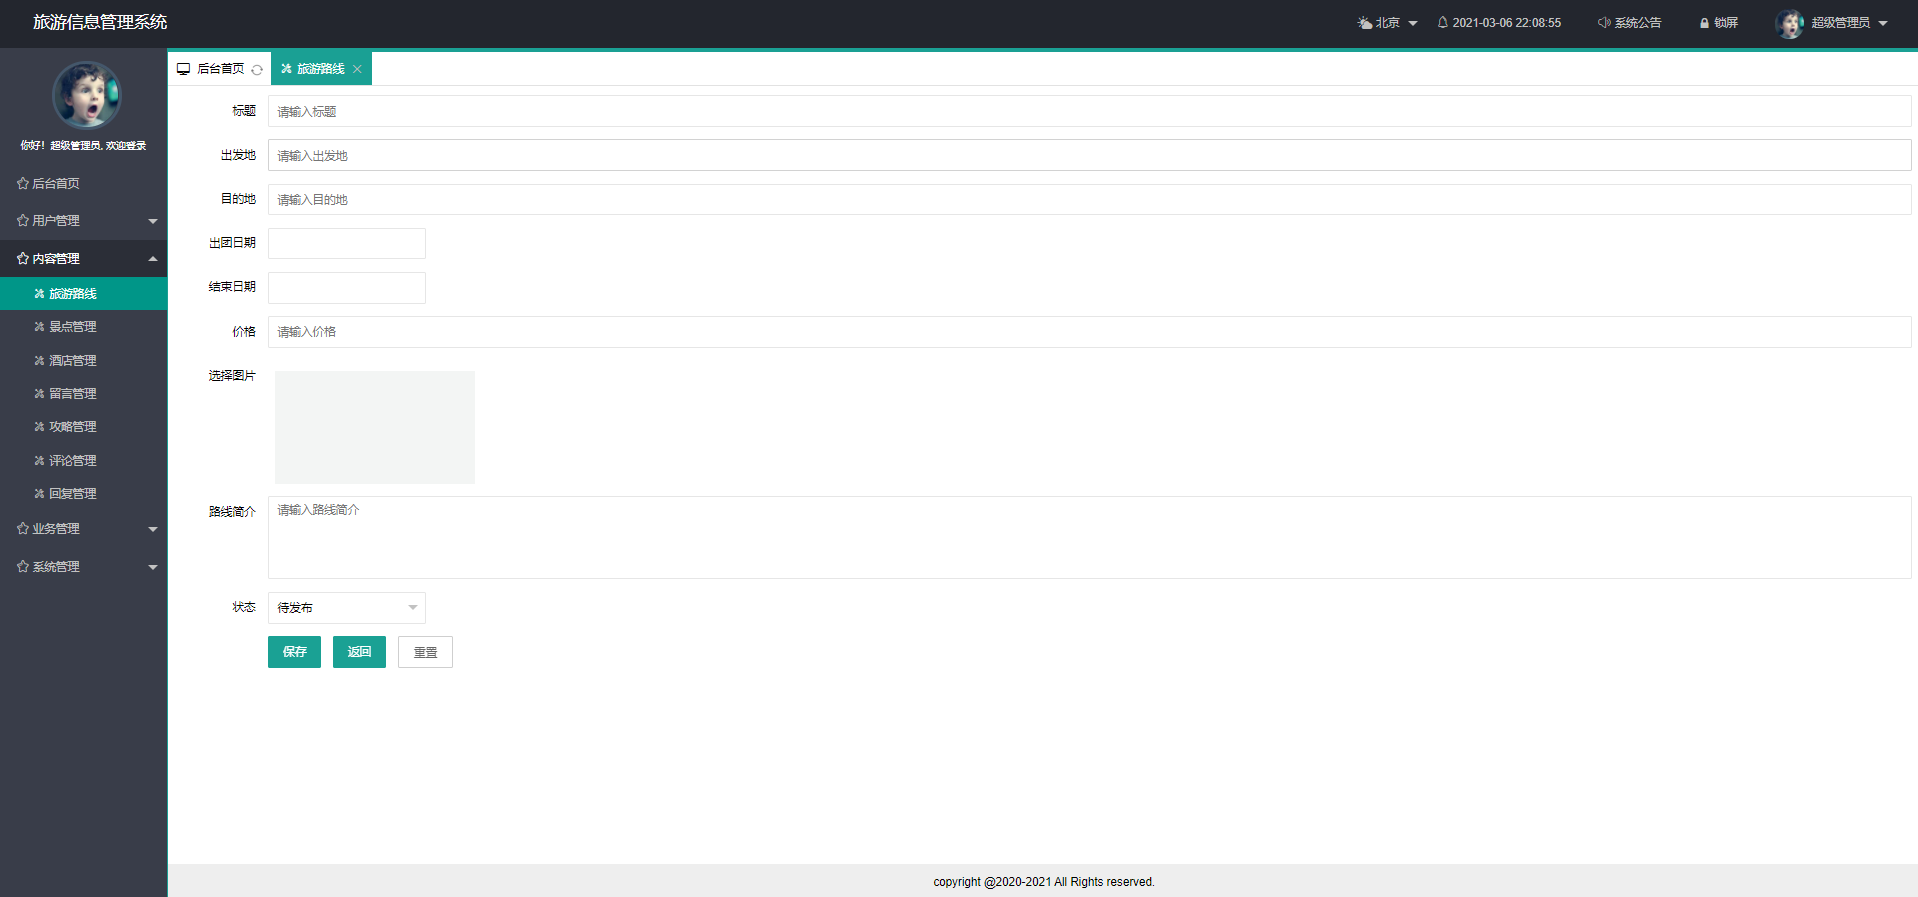 旅游信息管理系统
北京
2021-03-06 22:08:55
系统公告
锁屏
超级管理员
你好！超级管理员, 欢迎登录
后台首页
用户管理
内容管理
旅游路线
景点管理
酒店管理
留言管理
攻略管理
评论管理
回复管理
业务管理
系统管理
后台首页
旅游路线
标题
请输入标题
出发地
请输入出发地
目的地
请输入目的地
出团日期
结束日期
价格
请输入价格
选择图片
路线简介
请输入路线简介
状态
待发布
保存
返回
重置
copyright @2020-2021 All Rights reserved.